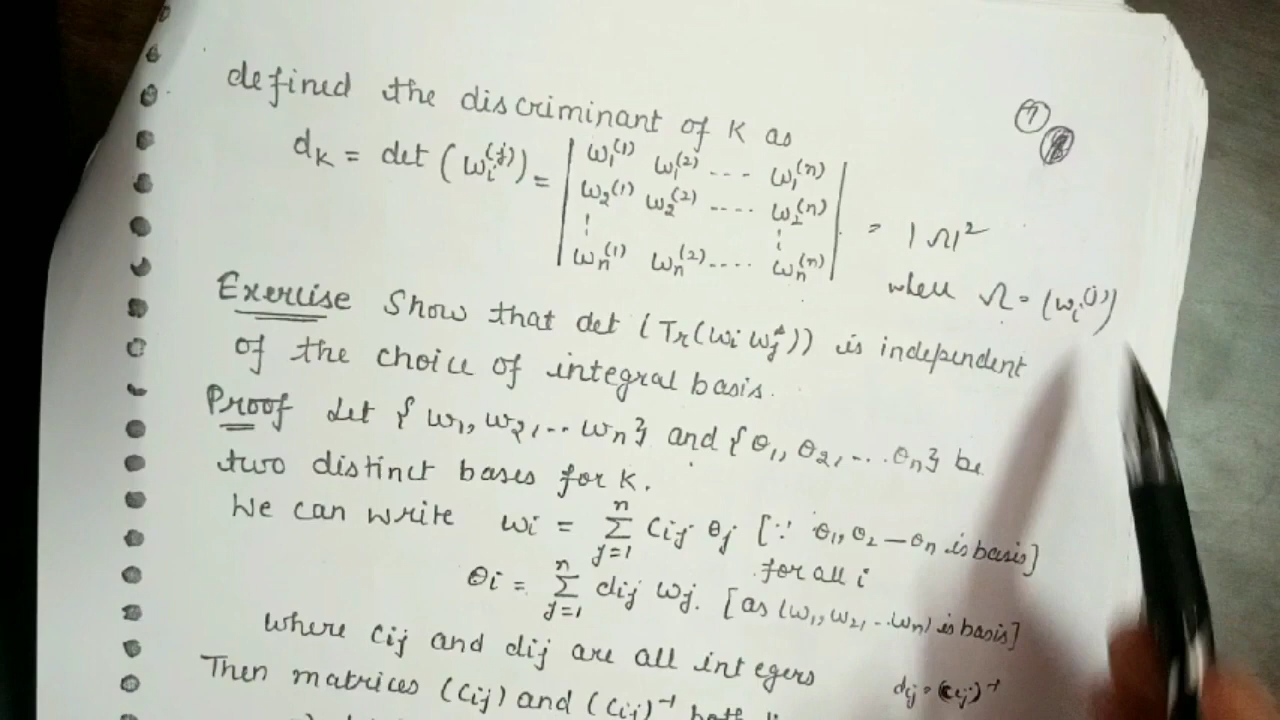 defined the discriminant of K as
⑦
d_K = det (ω_i^(j)) = | ω_1^(1) ω_1^(2) ---- ω_1^(n)
ω_2^(1) ω_2^(2) ---- ω_2^(n)
⋮ ⋮
ω_n^(1) ω_n^(2) ---- ω_n^(n) | = |Ω|^2
where Ω = (ω_i^(j))
Exercise Show that det (Tr(ω_i ω_j)) is independent
of the choice of integral basis.
Proof Let { ω_1, ω_2, .. ω_n } and { θ_1, θ_2, ... θ_n } be
two distinct bases for K.
We can write ω_i = Σ_{j=1}^{n} C_ij θ_j [∵ θ_1, θ_2 — θ_n is basis]
for all i
θ_i = Σ_{j=1}^{n} d_ij ω_j. [as (ω_1, ω_2, .. ω_n) is basis]
where C_ij and d_ij are all integers
d_ij = (C_ij)^-1
Then matrices (C_ij) and (C_ij)^-1 both